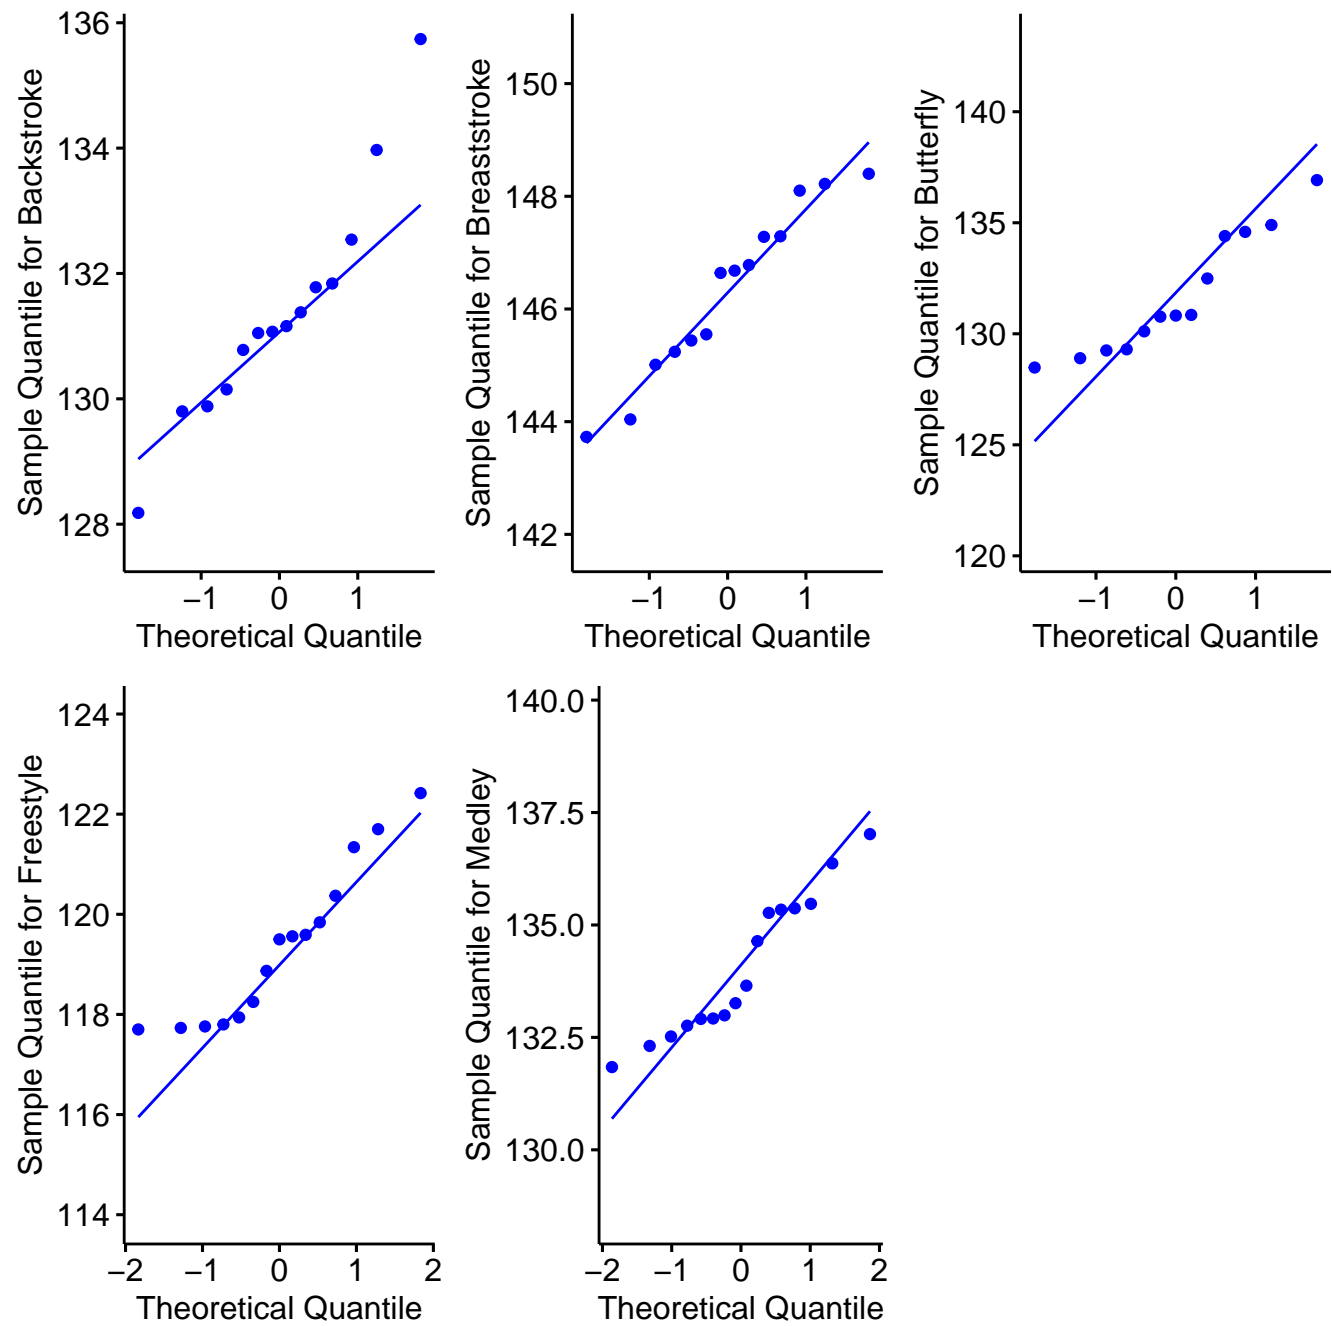 Sample Quantile for Backstroke
136
134
132
130
128
−1 0 1
Theoretical Quantile
Sample Quantile for Breaststroke
150
148
146
144
142
−1 0 1
Theoretical Quantile
Sample Quantile for Butterfly
140
135
130
125
120
−1 0 1
Theoretical Quantile
Sample Quantile for Freestyle
124
122
120
118
116
114
−2 −1 0 1 2
Theoretical Quantile
Sample Quantile for Medley
140.0
137.5
135.0
132.5
130.0
−2 −1 0 1 2
Theoretical Quantile